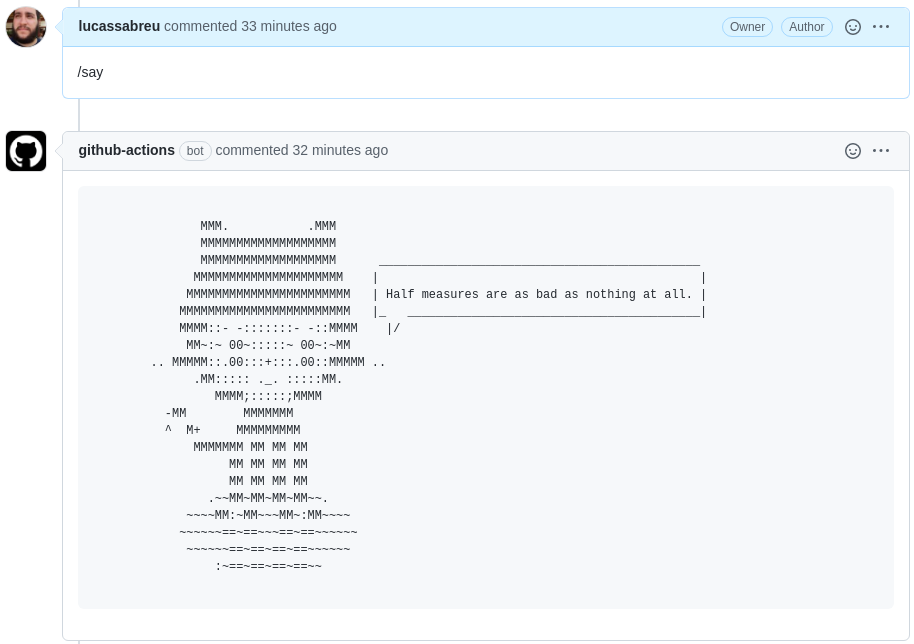 lucassabreu commented 33 minutes ago Owner Author
/say
github-actions bot commented 32 minutes ago
MMM.           .MMM
MMMMMMMMMMMMMMMMMMM
MMMMMMMMMMMMMMMMMMM      _____________________________________________
MMMMMMMMMMMMMMMMMMMMM    |                                             |
MMMMMMMMMMMMMMMMMMMMMMM   | Half measures are as bad as nothing at all. |
MMMMMMMMMMMMMMMMMMMMMMMM   |_   _________________________________________|
MMMM::- -:::::::- -::MMMM    |/
MM~:~ 00~:::::~ 00~:~MM
.. MMMMM::.00:::+:::.00::MMMMM ..
.MM::::: ._. :::::MM.
MMMM;:::::;MMMM
-MM        MMMMMMM
^  M+     MMMMMMMMM
MMMMMMM MM MM MM
MM MM MM MM
MM MM MM MM
.~~MM~MM~MM~MM~~.
~~~~MM:~MM~~~MM~:MM~~~~
~~~~~~==~==~~~==~==~~~~~~
~~~~~~==~==~==~==~~~~~~
:~==~==~==~==~~